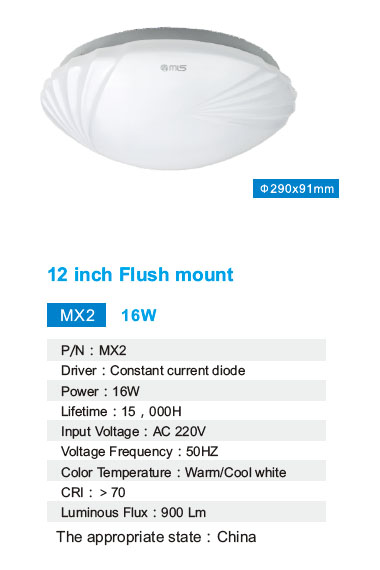 MLS
Φ290x91mm
12 inch Flush mount
MX2 16W
P/N：MX2
Driver：Constant current diode
Power：16W
Lifetime：15，000H
Input Voltage：AC 220V
Voltage Frequency：50HZ
Color Temperature：Warm/Cool white
CRI：＞70
Luminous Flux：900 Lm
The appropriate state：China